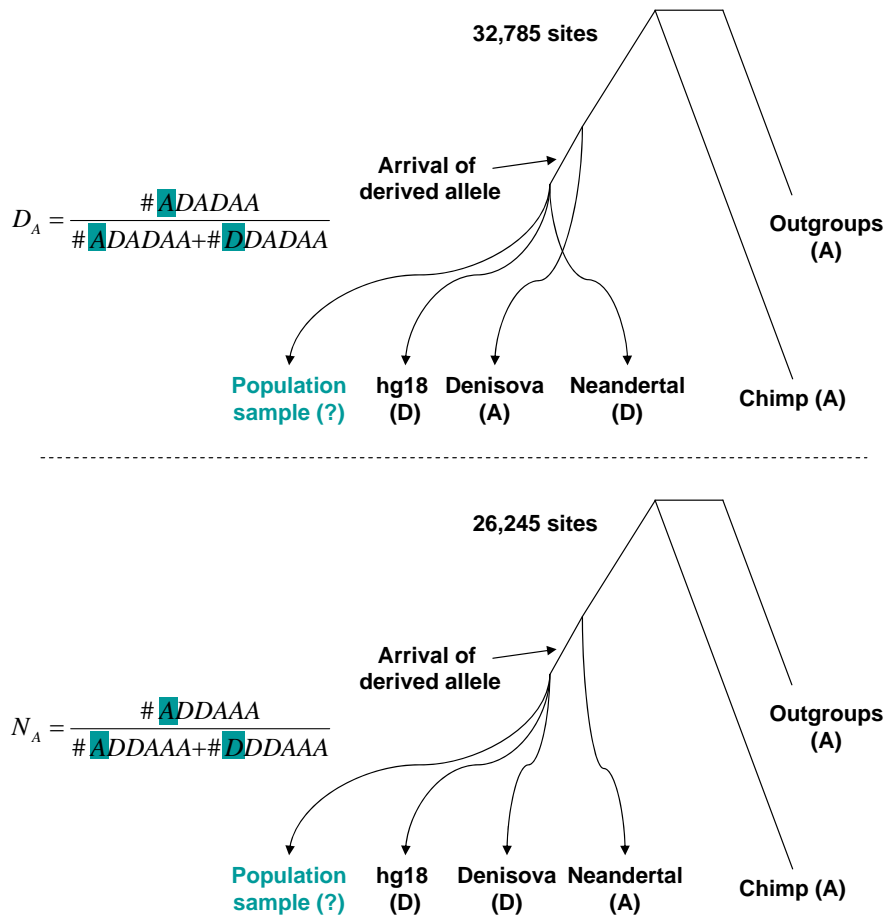 32,785 sites
Arrival of
derived allele
D_A = #ADADAA / #ADADAA+#DDADAA
Outgroups
(A)
Population
sample (?)
hg18
(D)
Denisova
(A)
Neandertal
(D)
Chimp (A)
26,245 sites
Arrival of
derived allele
N_A = #ADDAAA / #ADDAAA+#DDDAAA
Outgroups
(A)
Population
sample (?)
hg18
(D)
Denisova
(D)
Neandertal
(A)
Chimp (A)